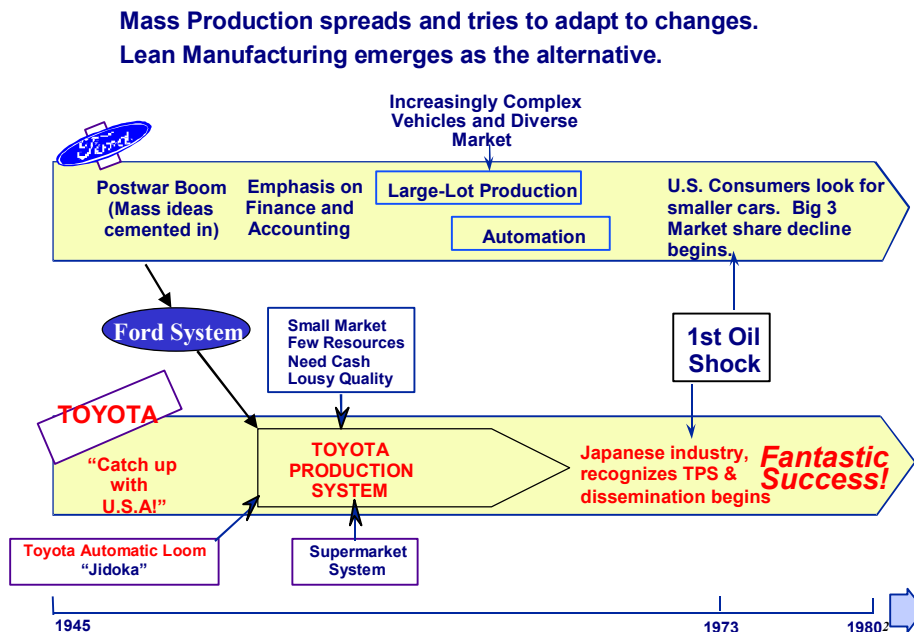 Mass Production spreads and tries to adapt to changes.
Lean Manufacturing emerges as the alternative.
Increasingly Complex
Vehicles and Diverse
Market
Ford
Postwar Boom
(Mass ideas
cemented in)
Emphasis on
Finance and
Accounting
Large-Lot Production
Automation
U.S. Consumers look for
smaller cars.  Big 3
Market share decline
begins.
Ford System
Small Market
Few Resources
Need Cash
Lousy Quality
1st Oil
Shock
TOYOTA
“Catch up
with
U.S.A!”
TOYOTA
PRODUCTION
SYSTEM
Japanese industry,
recognizes TPS &
dissemination begins
Fantastic
Success!
Toyota Automatic Loom
“Jidoka”
Supermarket
System
1945
1973
1980
2